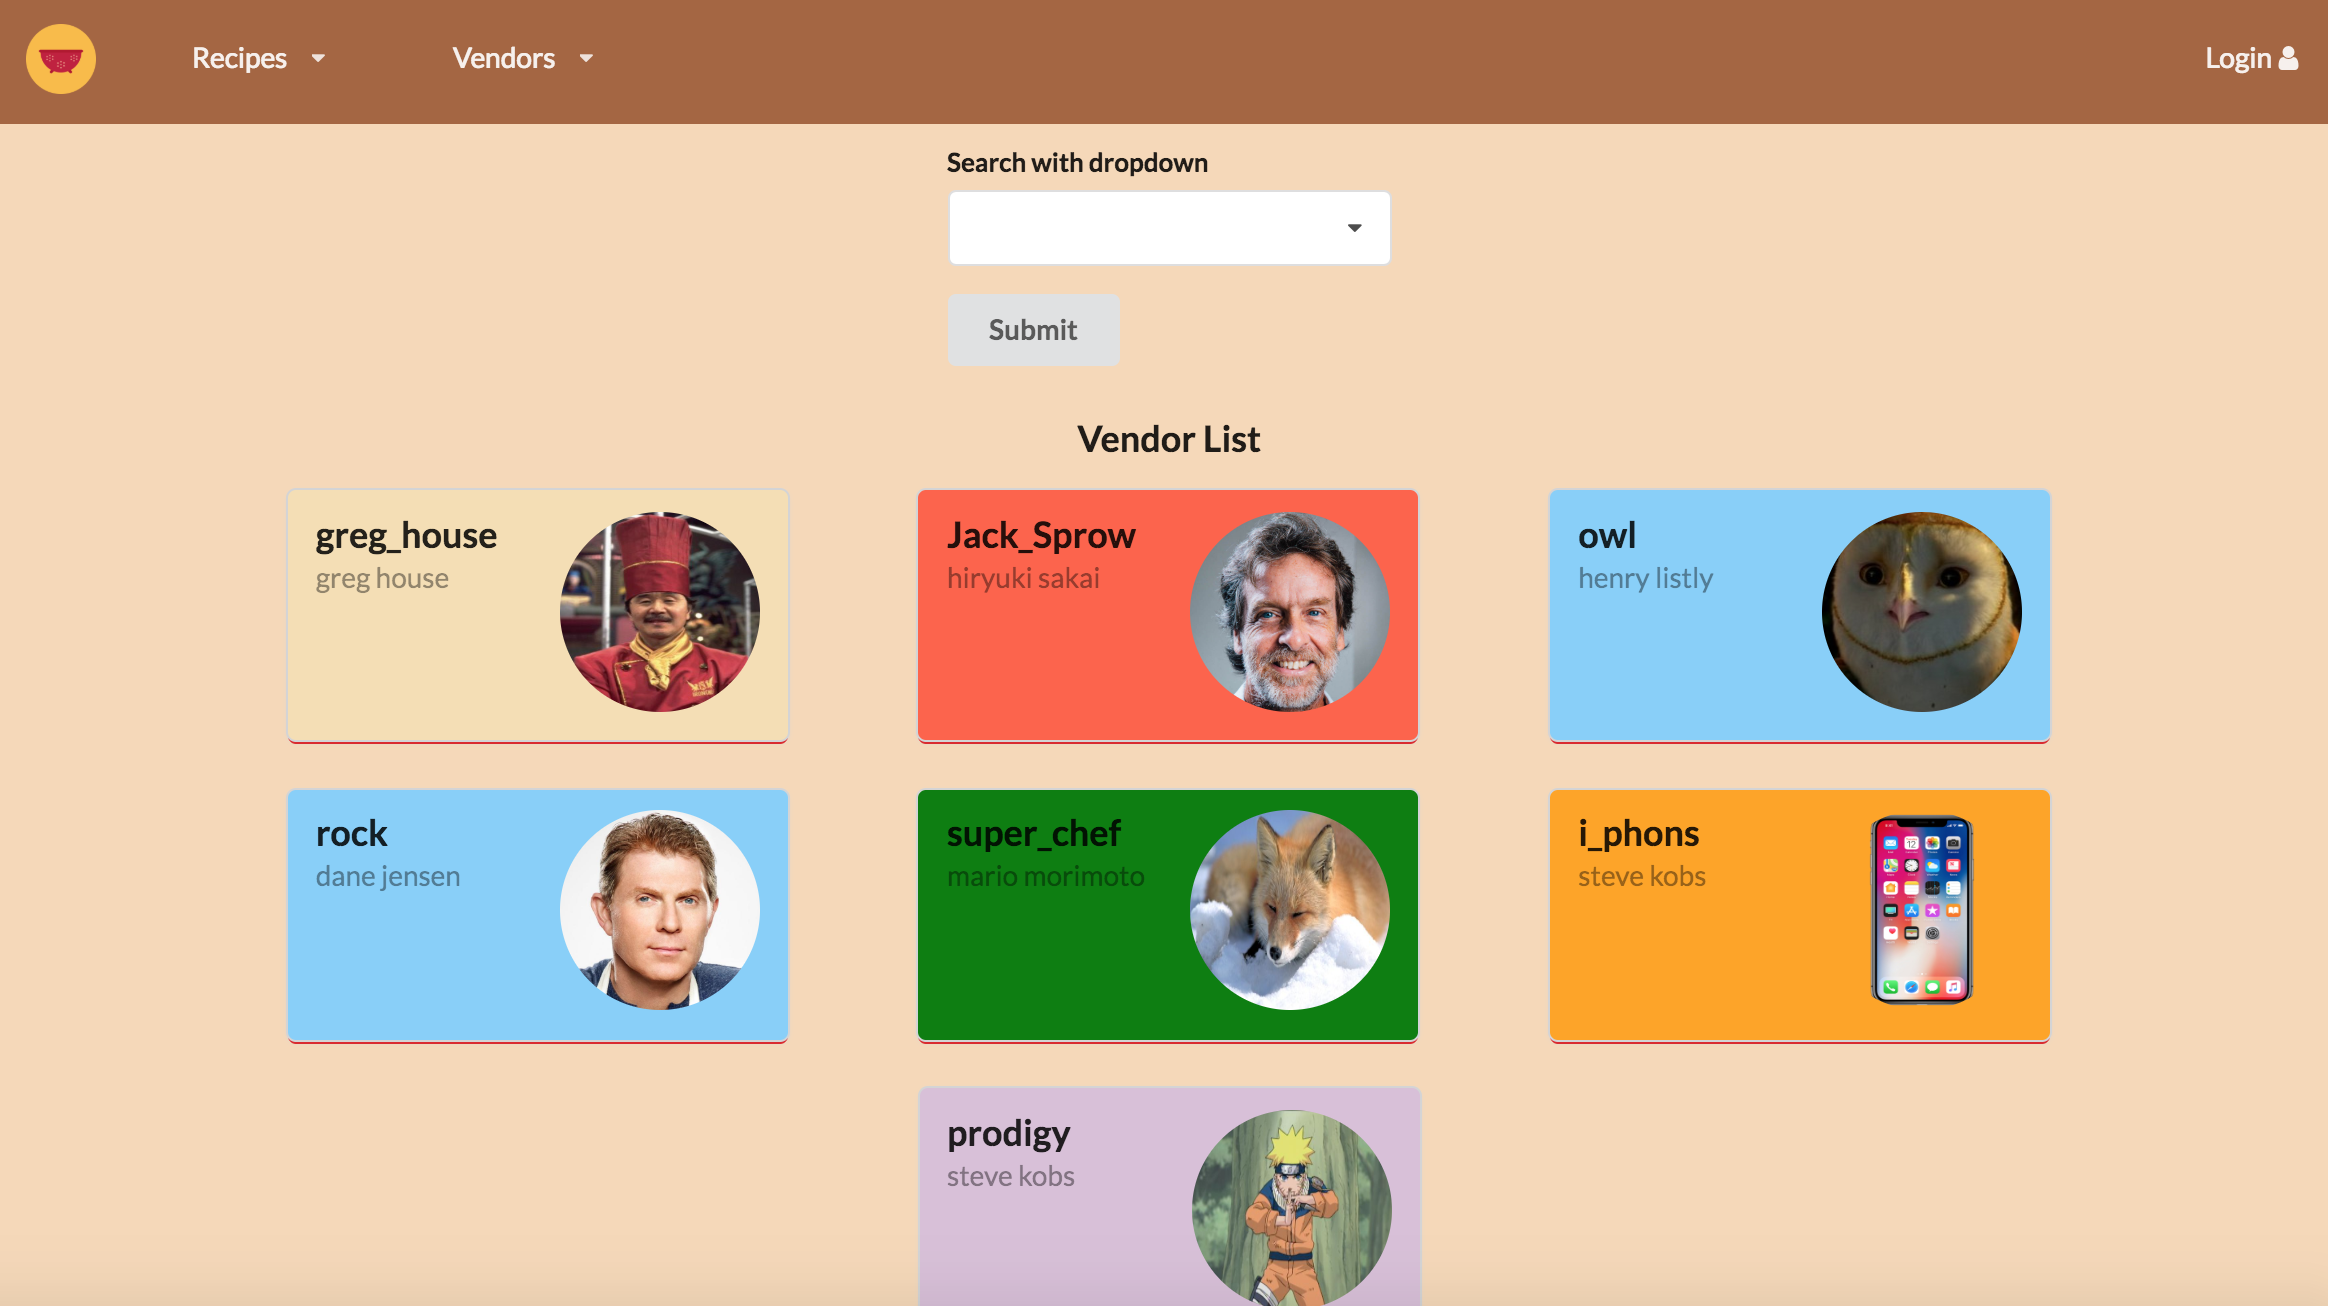 Recipes
Vendors
Login
Search with dropdown
Submit
Vendor List
greg_house
greg house
Jack_Sprow
hiryuki sakai
owl
henry listly
rock
dane jensen
super_chef
mario morimoto
i_phons
steve kobs
prodigy
steve kobs